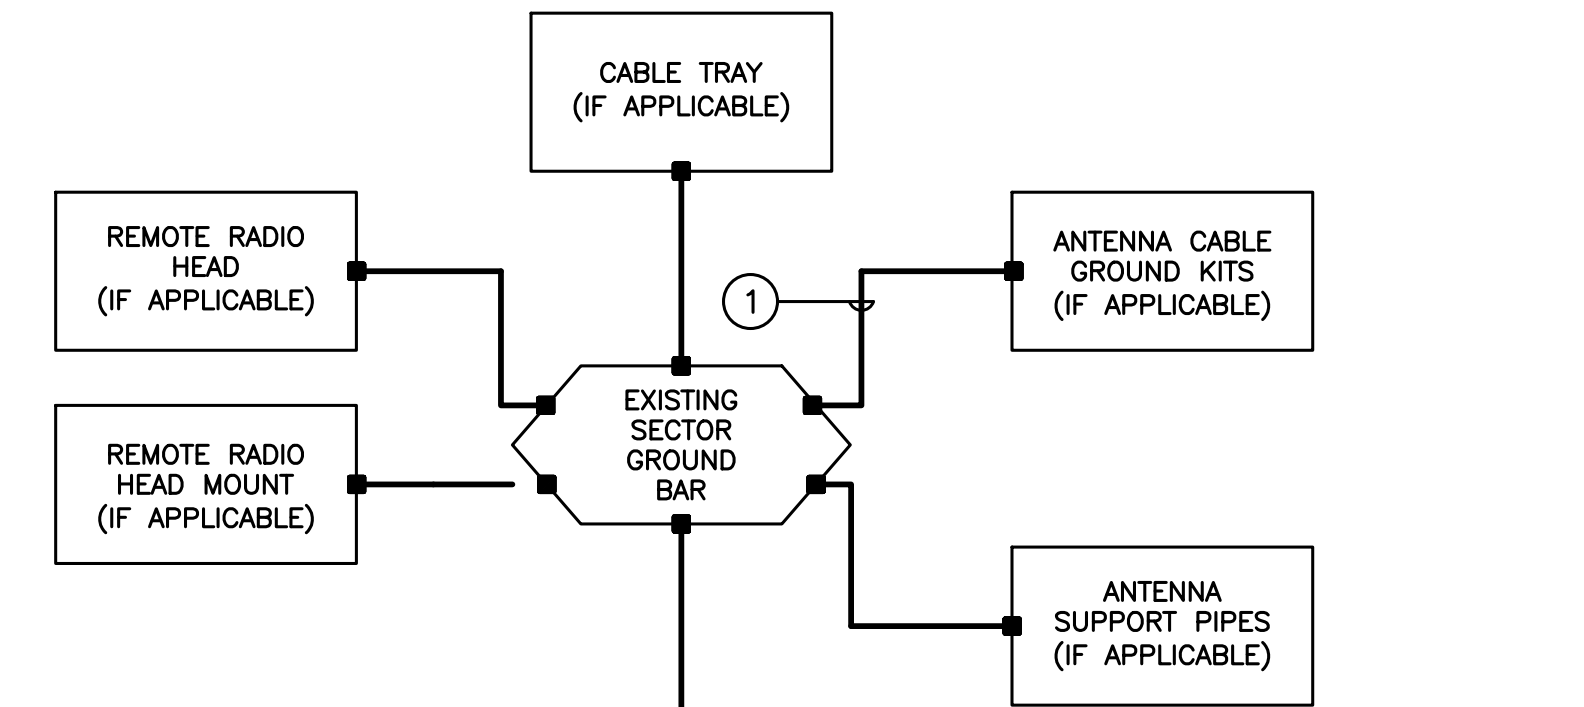 CABLE TRAY
(IF APPLICABLE)
REMOTE RADIO
HEAD
(IF APPLICABLE)
ANTENNA CABLE
GROUND KITS
(IF APPLICABLE)
1
EXISTING
SECTOR
GROUND
BAR
REMOTE RADIO
HEAD MOUNT
(IF APPLICABLE)
ANTENNA
SUPPORT PIPES
(IF APPLICABLE)